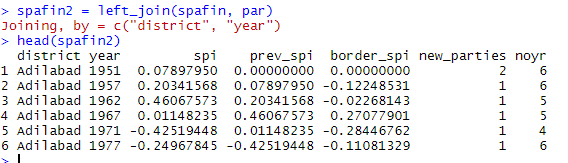 > spafin2 = left_join(spafin, par)
Joining, by = c("district", "year")
> head(spafin2)
district year spi prev_spi border_spi new_parties noyr
1 Adilabad 1951 0.07897950 0.00000000 0.00000000 2 6
2 Adilabad 1957 0.20341568 0.07897950 -0.12248531 1 6
3 Adilabad 1962 0.46067573 0.20341568 -0.02268143 1 5
4 Adilabad 1967 0.01148235 0.46067573 0.27077901 1 5
5 Adilabad 1971 -0.42519448 0.01148235 -0.28446762 1 4
6 Adilabad 1977 -0.24967845 -0.42519448 -0.11081329 1 6
>